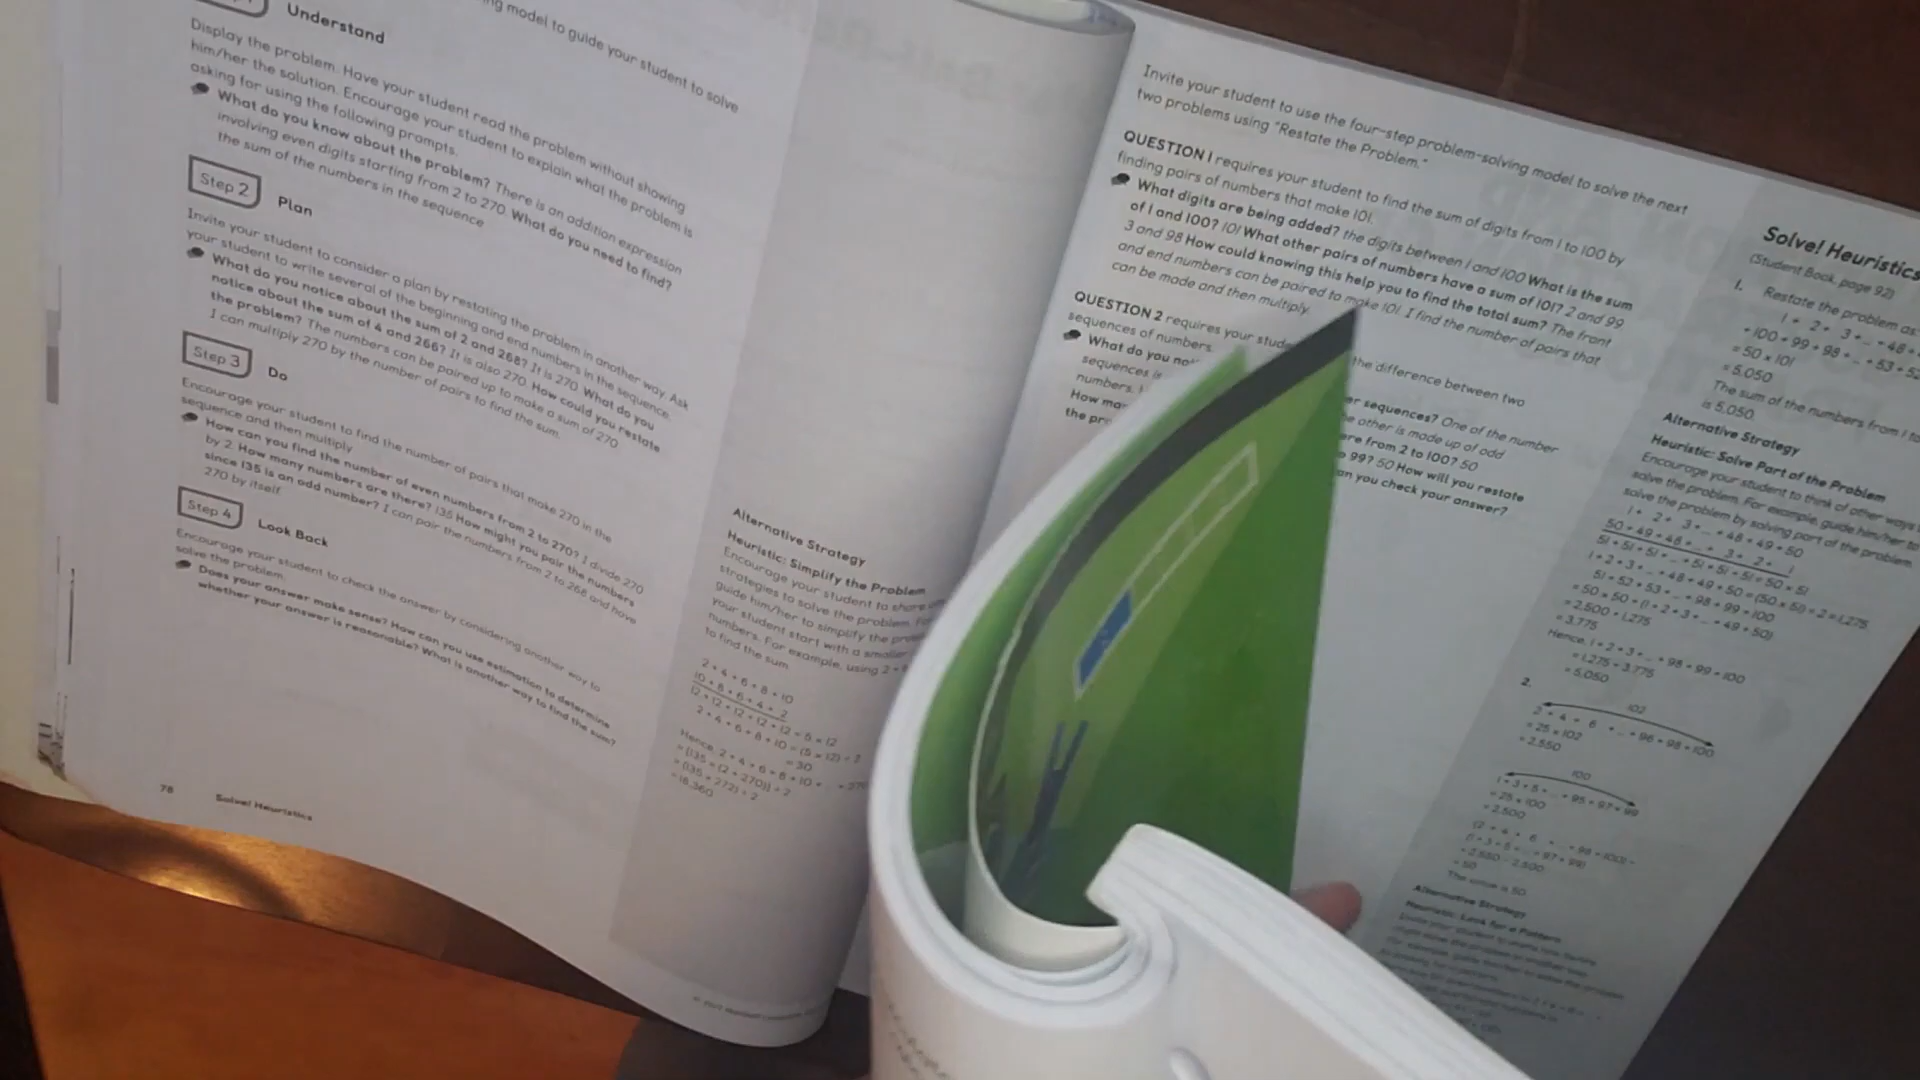 ng model to guide your student to solve
Understand
Display the problem. Have your student read the problem without showing
him/her the solution. Encourage your student to explain what the problem is
asking for using the following prompts.
What do you know about the problem? There is an addition expression
involving even digits starting from 2 to 270. What do you need to find?
the sum of the numbers in the sequence
Step 2
Plan
Invite your student to consider a plan by restating the problem in another way. Ask
your student to write several of the beginning and end numbers in the sequence.
What do you notice about the sum of 2 and 268? It is 270. What do you
notice about the sum of 4 and 266? It is also 270. How could you restate
the problem? The numbers can be paired up to make a sum of 270
I can multiply 270 by the number of pairs to find the sum.
Step 3
Do
Encourage your student to find the number of pairs that make 270 in the
sequence and then multiply
How can you find the number of even numbers from 2 to 270? I divide 270
by 2. How many numbers are there? 135 How might you pair the numbers
since 135 is an odd number? I can pair the numbers from 2 to 268 and have
270 by itself.
Step 4
Look Back
Encourage your student to check the answer by considering another way to
solve the problem.
Does your answer make sense? How can you use estimation to determine
whether your answer is reasonable? What is another way to find the sum?
78
Solve! Heuristics
Alternative Strategy
Heuristic: Simplify the Problem
Encourage your student to share
strategies to solve the problem.
guide him/her to simplify the
your student start with a smaller
numbers. For example, using 2 +
to find the sum
2 + 4 + 6 + 8 + 10
10 + 8 + 6 + 4 + 2
12 + 12 + 12 + 12 + 12 = 5 × 12
2 + 4 + 6 + 8 + 10 = (5 × 12) ÷ 2
= 30
Hence, 2 + 4 + 6 + 8 + 10 + ... + 270
= (135 × (2 + 270)) ÷ 2
= (135 × 272) ÷ 2
= 18,360
Invite your student to use the four-step problem-solving model to solve the next
two problems using "Restate the Problem."
QUESTION 1 requires your student to find the sum of digits from 1 to 100 by
finding pairs of numbers that make 101.
What digits are being added? the digits between 1 and 100 What is the sum
of 1 and 100? 101 What other pairs of numbers have a sum of 101? 2 and 99
3 and 98 How could knowing this help you to find the total sum? The front
and end numbers can be paired to make 101. I find the number of pairs that
can be made and then multiply.
QUESTION 2 requires your the difference between two
sequences of numbers.
What do you er sequences? One of the number
sequences is e other is made up of odd
numbers. ere from 2 to 100? 50
How 99? 50 How will you restate
the an you check your answer?
Solve! Heuristics
(Student Book, page 92)
1. Restate the problem as:
1 + 2 + 3 + ... + 48 +
+ 100 + 99 + 98 + ... + 53 + 52
= 50 × 101
= 5,050
The sum of the numbers from 1 to
is 5,050.
Alternative Strategy
Heuristic: Solve Part of the Problem
Encourage your student to think of other ways
solve the problem. For example, guide him/her to
solve the problem by solving part of the problem.
1 + 2 + 3 + ... + 48 + 49 + 50
50 + 49 + 48 + ... + 3 + 2 + 1
51 + 51 + 51 + ... + 51 + 51 + 51 = 50 × 51
1 + 2 + 3 + ... + 48 + 49 + 50 = (50 × 51) ÷ 2 = 1,275
51 + 52 + 53 + ... + 98 + 99 + 100
= 50 × 50 + (1 + 2 + 3 + ... + 49 + 50)
= 2,500 + 1,275
= 3,775
Hence, 1 + 2 + 3 + ... + 98 + 99 + 100
= 1,275 + 3,775
= 5,050
2.
102
2 + 4 + 6 + ... + 96 + 98 + 100
= 25 × 102
= 2,550
100
1 + 3 + 5 + ... + 95 + 97 + 99
= 25 × 100
= 2,500
(2 + 4 + 6 + ... + 98 + 100) -
(1 + 3 + 5 + ... + 97 + 99)
= 2,550 - 2,500
= 50
The value is 50.
Alternative Strategy
Heuristic: Look for a Pattern